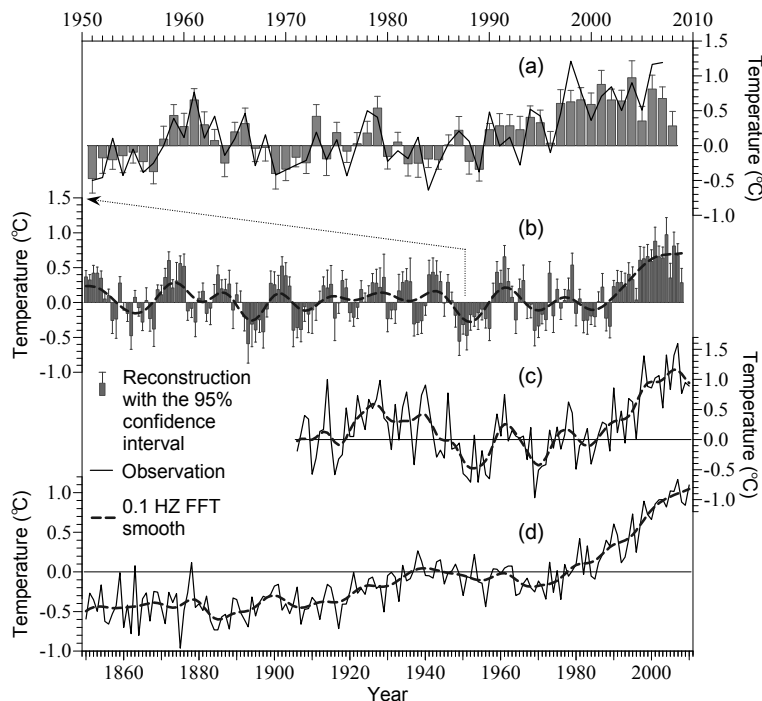 1950 1960 1970 1980 1990 2000 2010
(a)
1.5
1.0
0.5
0.0
-0.5
-1.0
Temperature (℃)
(b)
1.5
1.0
0.5
0.0
-0.5
-1.0
Temperature (℃)
(c)
1.5
1.0
0.5
0.0
-0.5
-1.0
Temperature (℃)
Reconstruction
with the 95%
confidence
interval
Observation
0.1 HZ FFT
smooth
(d)
1.0
0.5
0.0
-0.5
-1.0
Temperature (℃)
1860 1880 1900 1920 1940 1960 1980 2000
Year